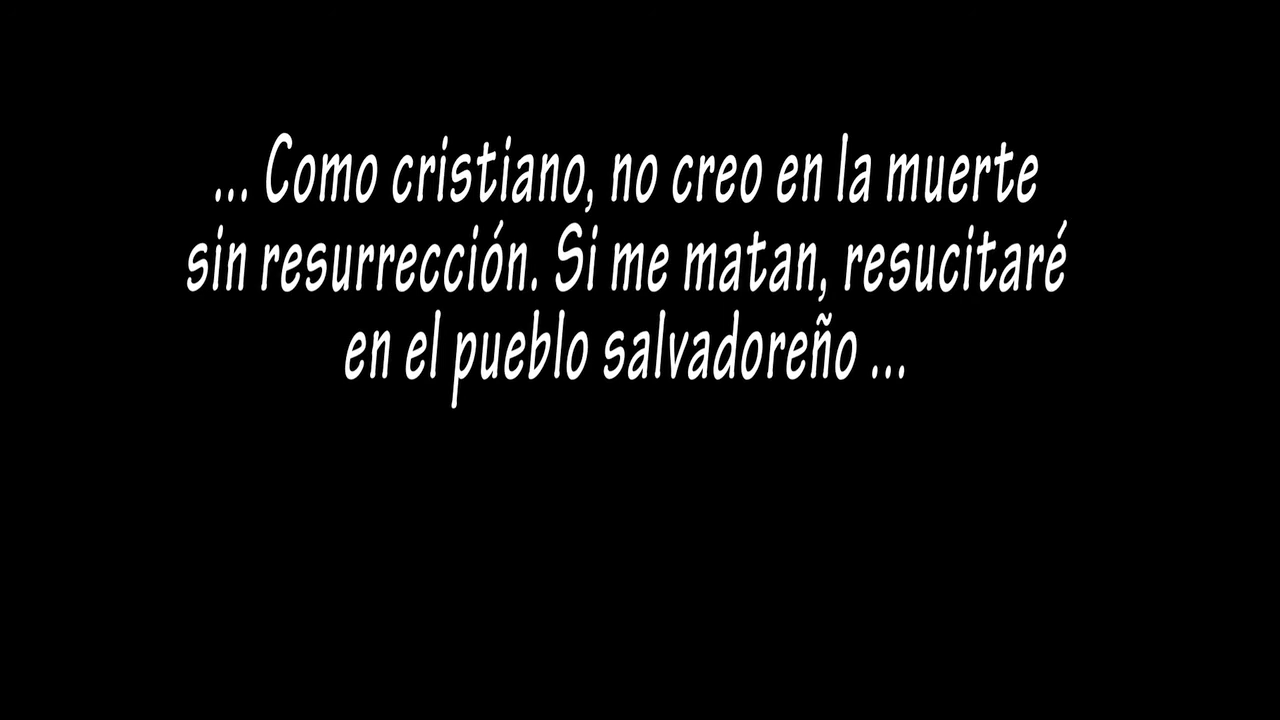 ... Como cristiano, no creo en la muerte
sin resurrección. Si me matan, resucitaré
en el pueblo salvadoreño ...